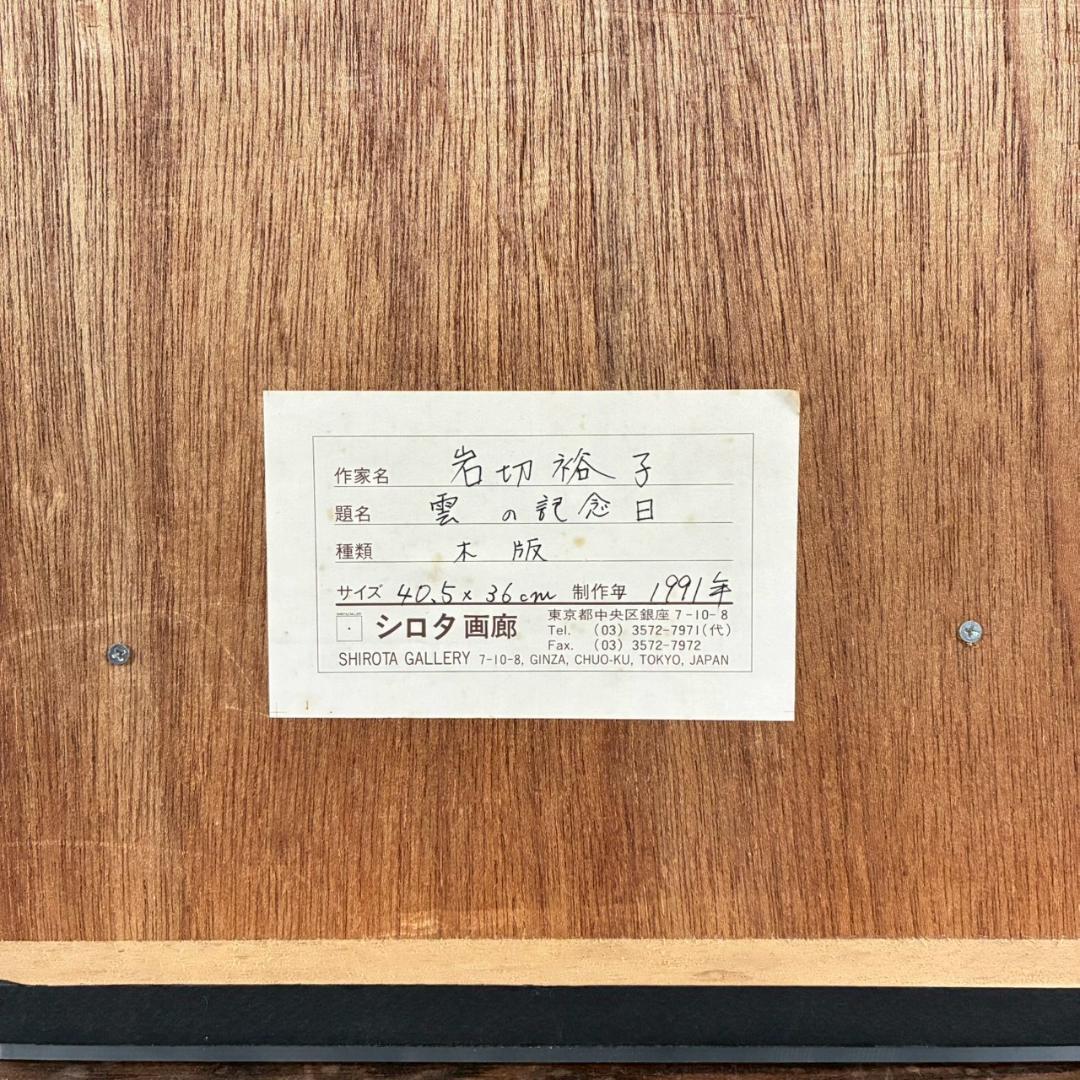 作家名 岩切裕子
題名 雲の記念日
種類 木版
サイズ 40.5×36cm 制作年 1991年
シロタ画廊
東京都中央区銀座7-10-8
Tel. (03) 3572-7971(代)
Fax. (03) 3572-7972
SHIROTA GALLERY 7-10-8, GINZA, CHUO-KU, TOKYO, JAPAN